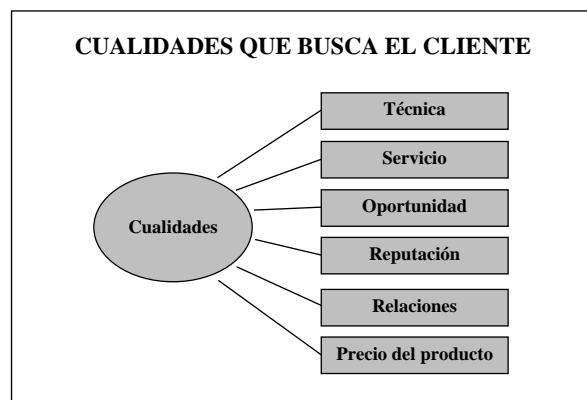 CUALIDADES QUE BUSCA EL CLIENTE
Técnica
Servicio
Oportunidad
Cualidades
Reputación
Relaciones
Precio del producto